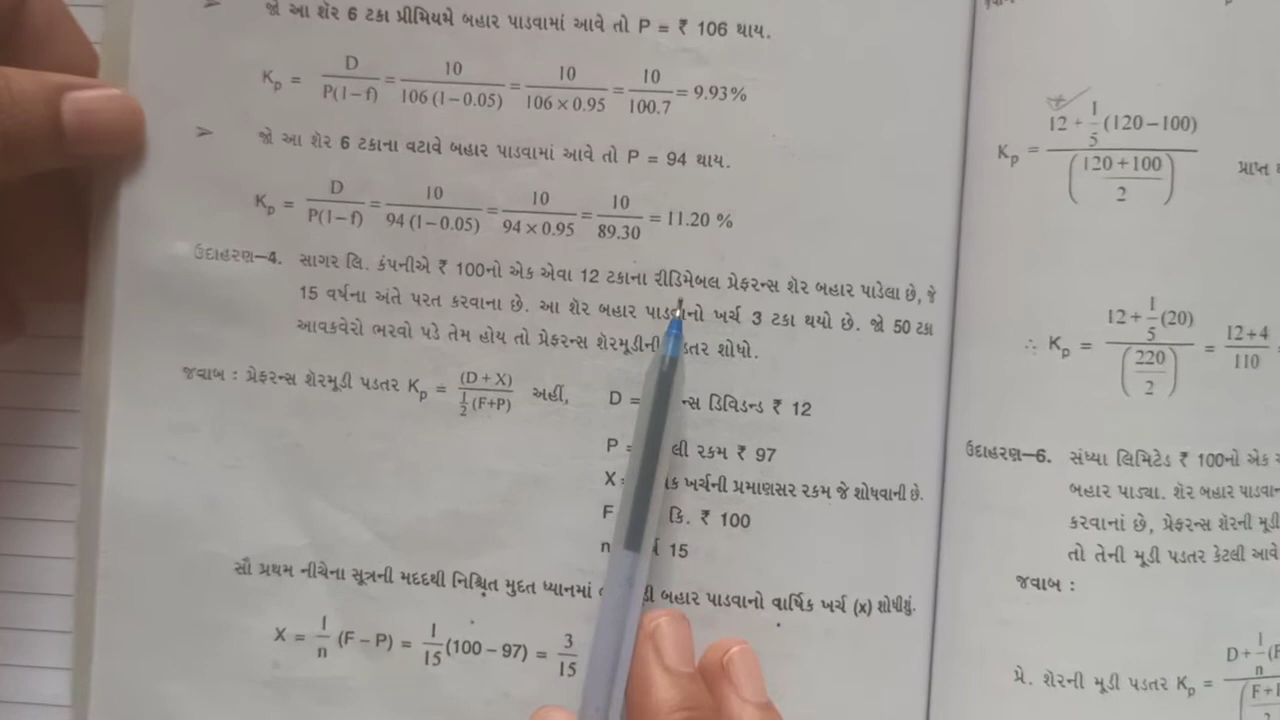 ➢ જો આ શૅર 6 ટકા પ્રીમિયમે બહાર પાડવામાં આવે તો P = ₹ 106 થાય.
Kp = D / P(1−f) = 10 / 106 (1−0.05) = 10 / 106 × 0.95 = 10 / 100.7 = 9.93%
➢ જો આ શૅર 6 ટકાના વટાવે બહાર પાડવામાં આવે તો P = 94 થાય.
Kp = D / P(1−f) = 10 / 94 (1−0.05) = 10 / 94 × 0.95 = 10 / 89.30 = 11.20 %
ઉદાહરણ–4. સાગર લિ. કંપનીએ ₹ 100નો એક એવા 12 ટકાના રીડિમેબલ પ્રેફરન્સ શૅર બહાર પાડેલા છે, જે
15 વર્ષના અંતે પરત કરવાના છે. આ શૅર બહાર પાડવાનો ખર્ચ 3 ટકા થયો છે. જો 50 ટકા
આવકવેરો ભરવો પડે તેમ હોય તો પ્રેફરન્સ શૅરમૂડીની ડતર શોધો.
જવાબ : પ્રેફરન્સ શૅરમૂડી પડતર Kp = (D + X) / ½ (F+P) અહીં, D = ન્સ ડિવિડન્ડ ₹ 12
P = લી રકમ ₹ 97
X ક ખર્ચની પ્રમાણસર રકમ જે શોધવાની છે.
F કિ. ₹ 100
n 15
સૌ પ્રથમ નીચેના સૂત્રની મદદથી નિશ્ચિત મુદત ધ્યાનમાં ડી બહાર પાડવાનો વાર્ષિક ખર્ચ (x) શોધીશું.
X = 1/n (F − P) = 1/15 (100 − 97) = 3/15
Kp = 12 + 1/5 (120 − 100) / (120 + 100 / 2)
∴ Kp = 12 + 1/5 (20) / (220 / 2) = 12+4 / 110
ઉદાહરણ–6. સંધ્યા લિમિટેડ ₹ 100નો એક
બહાર પાડ્યા. શૅર બહાર પાડવાન
કરવાનાં છે, પ્રેફરન્સ શૅરની મૂડી
તો તેની મૂડી પડતર કેટલી આવે
જવાબ :
પ્રે. શૅરની મૂડી પડતર Kp = D + 1/n (F